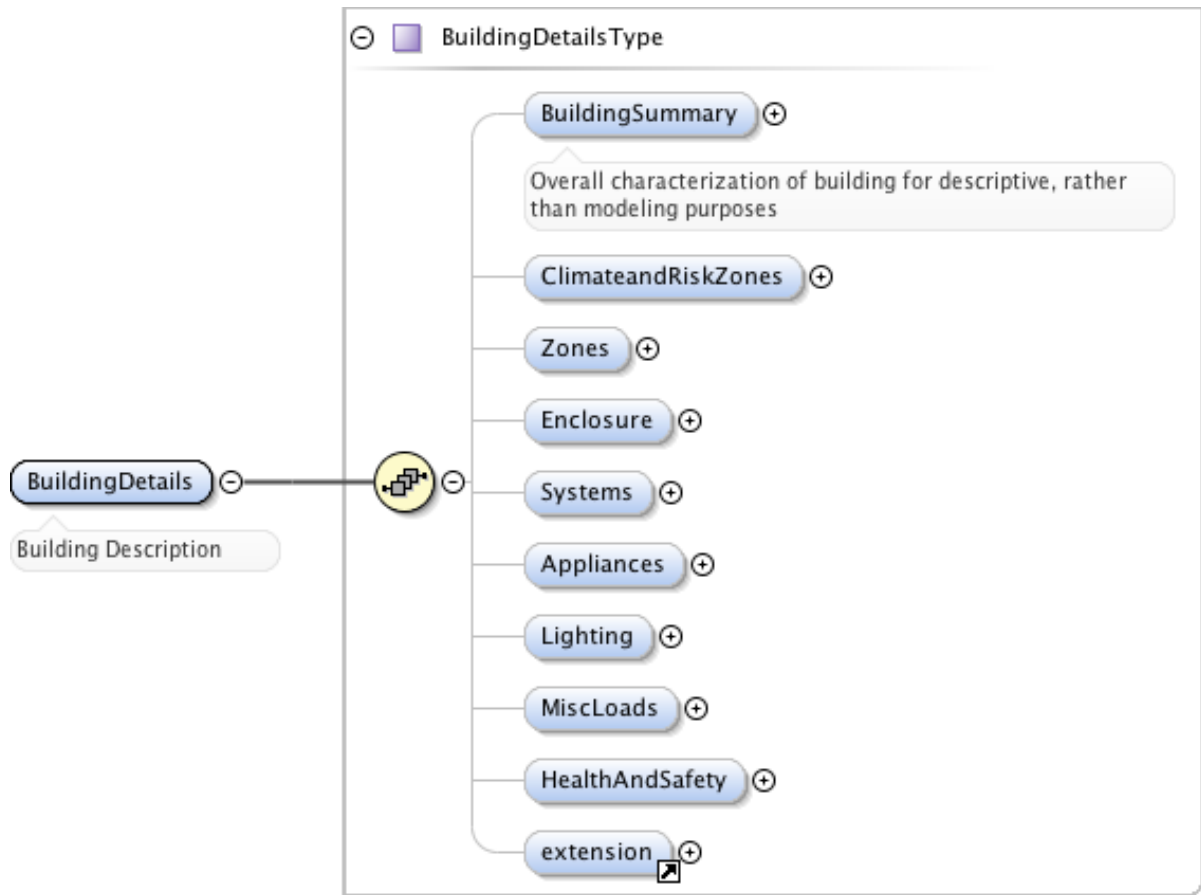 BuildingDetailsType
BuildingSummary
Overall characterization of building for descriptive, rather
than modeling purposes
ClimateandRiskZones
Zones
Enclosure
BuildingDetails
Building Description
Systems
Appliances
Lighting
MiscLoads
HealthAndSafety
extension